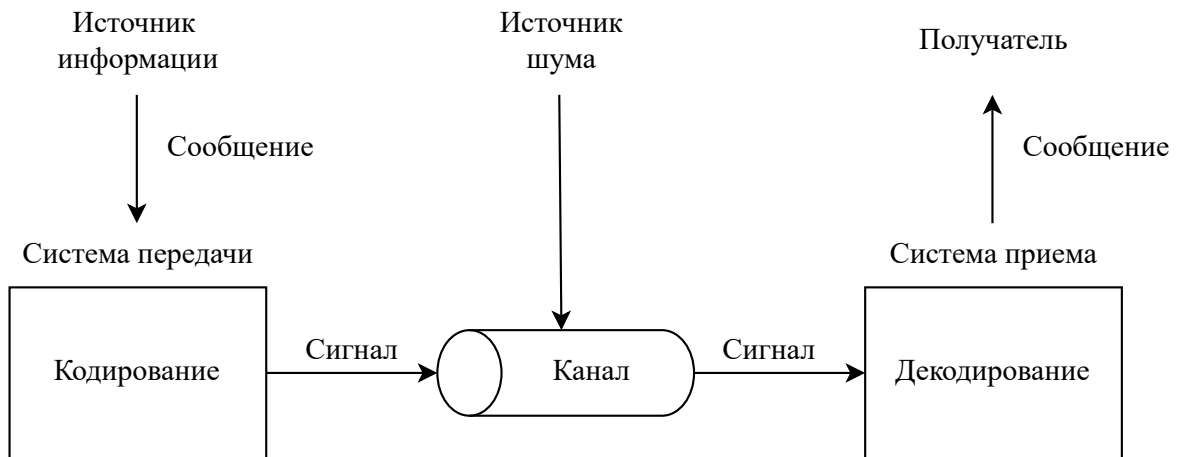 Источник
информации
Источник
шума
Получатель
Сообщение
Сообщение
Система передачи
Система приема
Кодирование
Сигнал
Канал
Сигнал
Декодирование